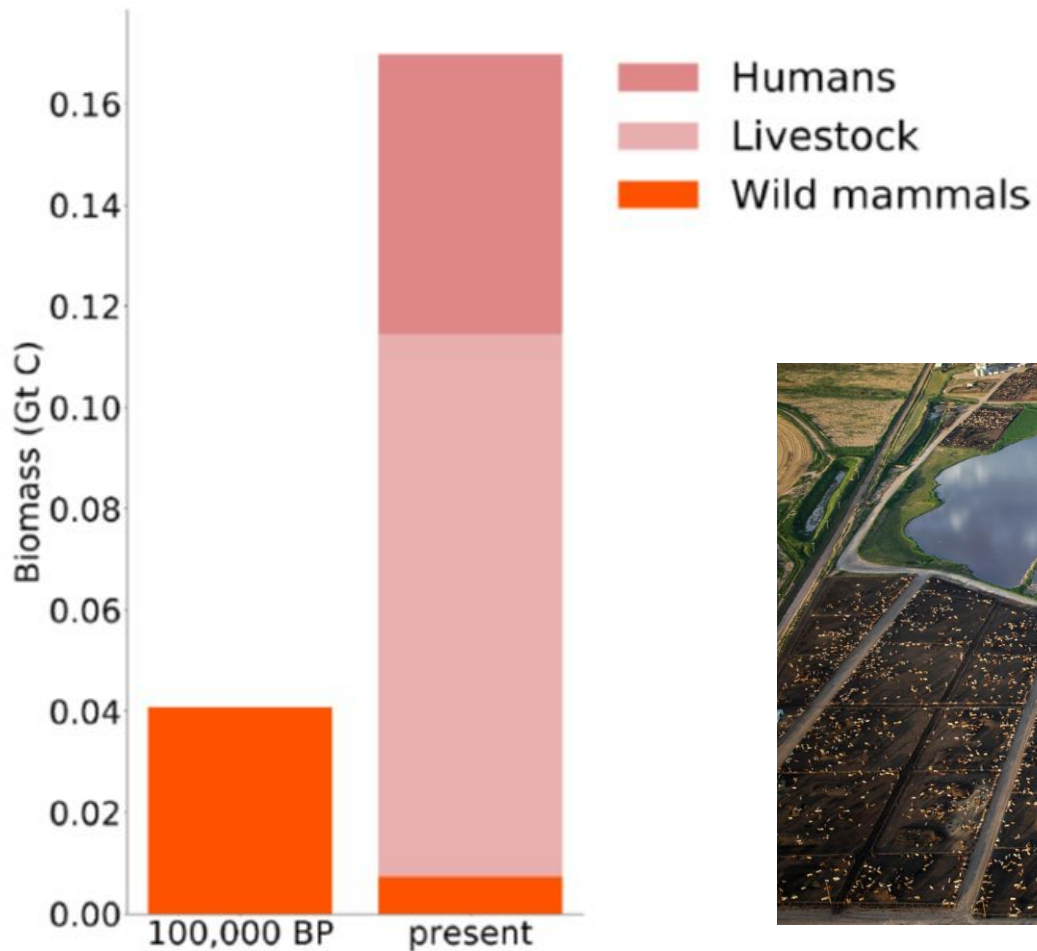 Humans
Livestock
Wild mammals
Biomass (Gt C)
0.16
0.14
0.12
0.10
0.08
0.06
0.04
0.02
0.00
100,000 BP
present